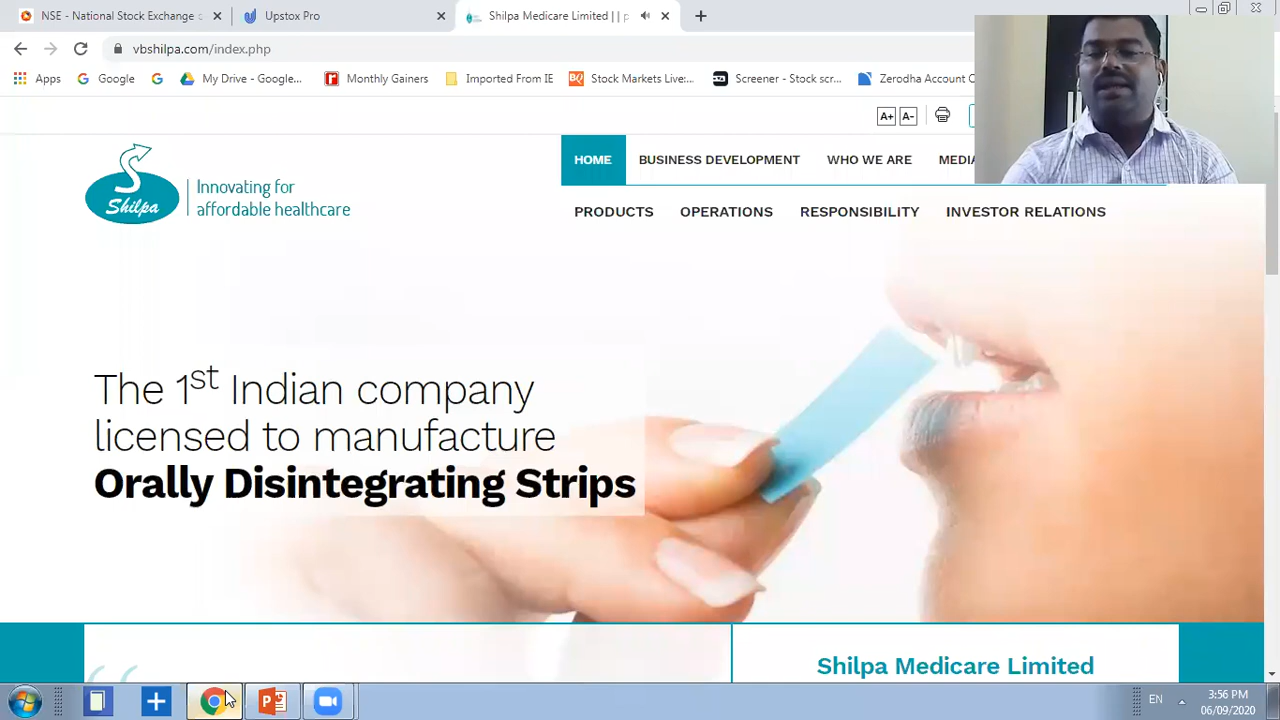 NSE - National Stock Exchange
Upstox Pro
Shilpa Medicare Limited || p
vbshilpa.com/index.php
Apps
Google
My Drive - Google...
Monthly Gainers
Imported From IE
BQ
Stock Markets Live:...
Screener - Stock scr...
Zerodha Account O
A+
A-
Shilpa
Innovating for
affordable healthcare
HOME
BUSINESS DEVELOPMENT
WHO WE ARE
MEDIA
PRODUCTS
OPERATIONS
RESPONSIBILITY
INVESTOR RELATIONS
The 1st Indian company
licensed to manufacture
Orally Disintegrating Strips
Shilpa Medicare Limited
EN
3:56 PM
06/09/2020